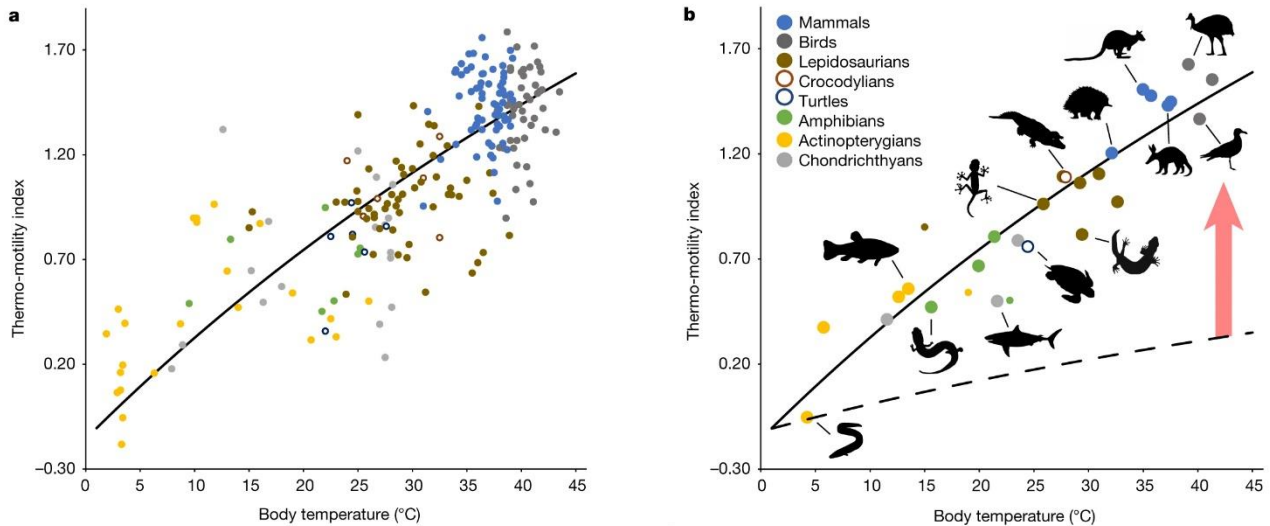 a
Thermo-motility index
1.70
1.20
0.70
0.20
–0.30
0 5 10 15 20 25 30 35 40 45
Body temperature (°C)
b
Thermo-motility index
1.70
1.20
0.70
0.20
–0.30
Mammals
Birds
Lepidosaurians
Crocodylians
Turtles
Amphibians
Actinopterygians
Chondrichthyans
0 5 10 15 20 25 30 35 40 45
Body temperature (°C)